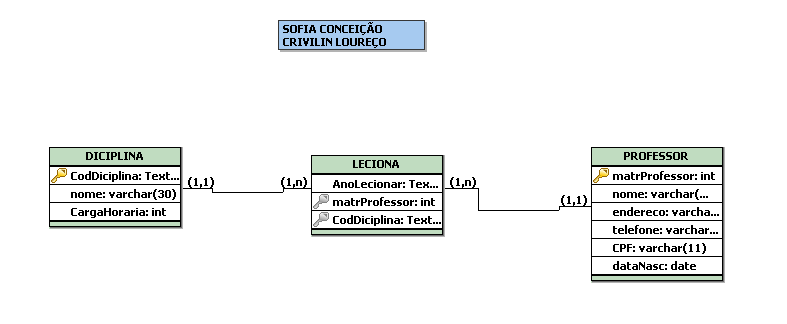 SOFIA CONCEIÇÃO
CRIVILIN LOUREÇO
DICIPLINA
CodDiciplina: Text...
nome: varchar(30)
CargaHoraria: int
(1,1)
(1,n)
LECIONA
AnoLecionar: Tex...
matrProfessor: int
CodDiciplina: Text...
(1,n)
(1,1)
PROFESSOR
matrProfessor: int
nome: varchar(...
endereco: varcha...
telefone: varchar...
CPF: varchar(11)
dataNasc: date